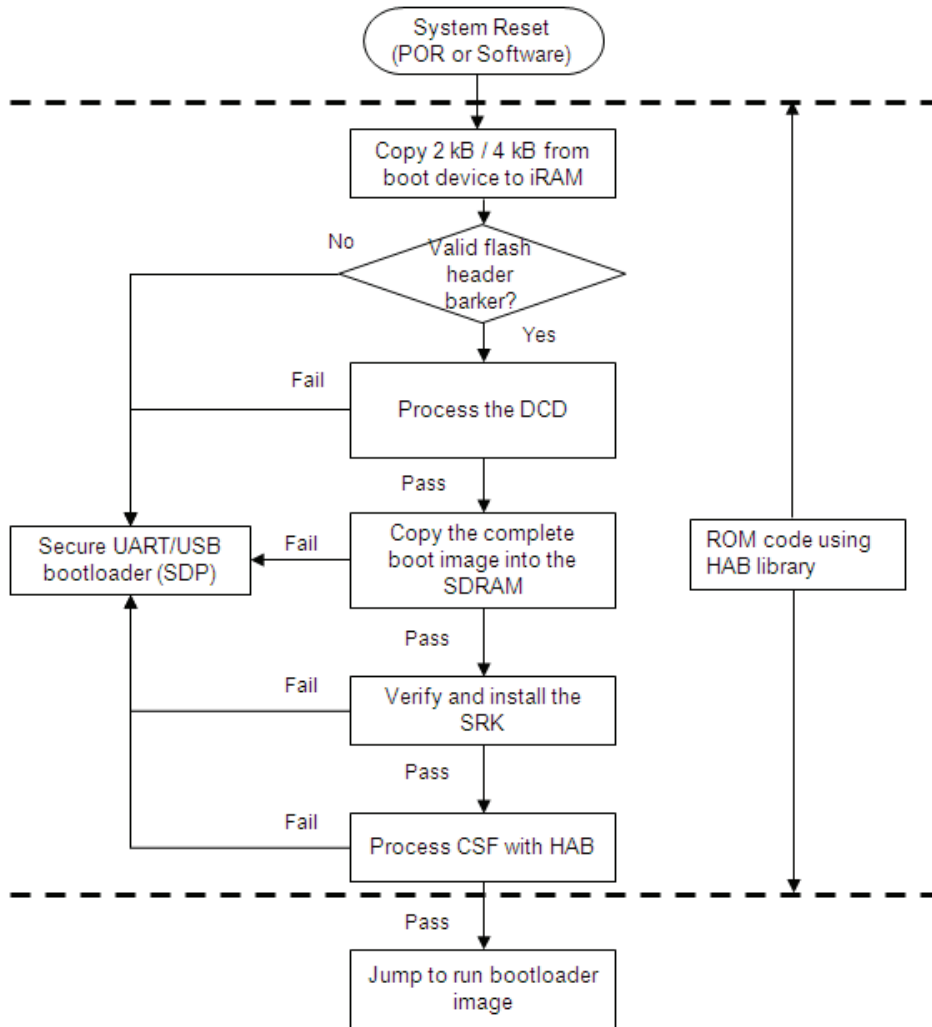 System Reset
(POR or Software)
Copy 2 kB / 4 kB from
boot device to iRAM
No
Valid flash
header
barker?
Yes
Fail
Process the DCD
Pass
Secure UART/USB
bootloader (SDP)
Fail
Copy the complete
boot image into the
SDRAM
ROM code using
HAB library
Pass
Fail
Verify and install the
SRK
Pass
Fail
Process CSF with HAB
Pass
Jump to run bootloader
image